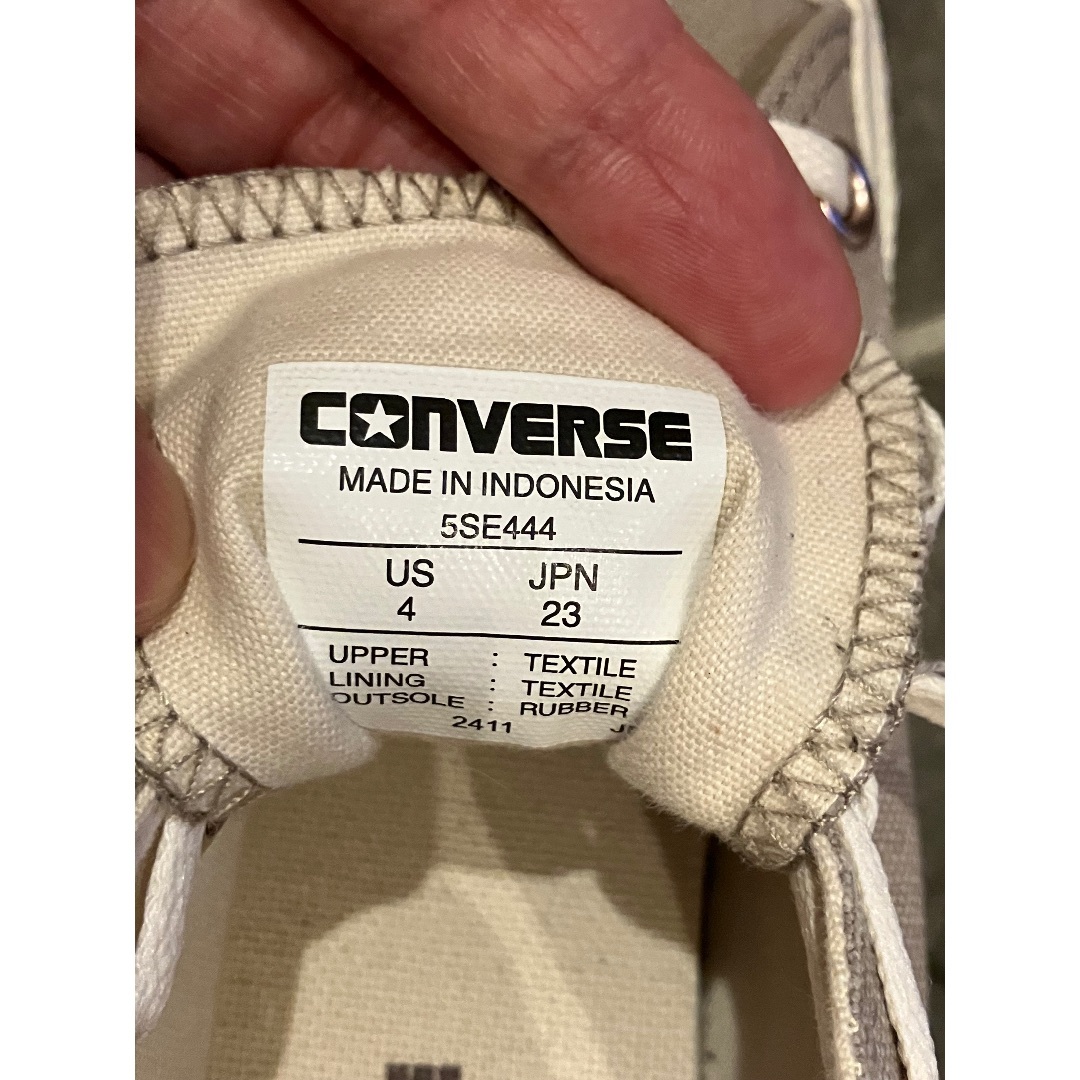 CONVERSE
MADE IN INDONESIA
5SE444
US JPN
4 23
UPPER : TEXTILE
LINING : TEXTILE
OUTSOLE : RUBBER
2411